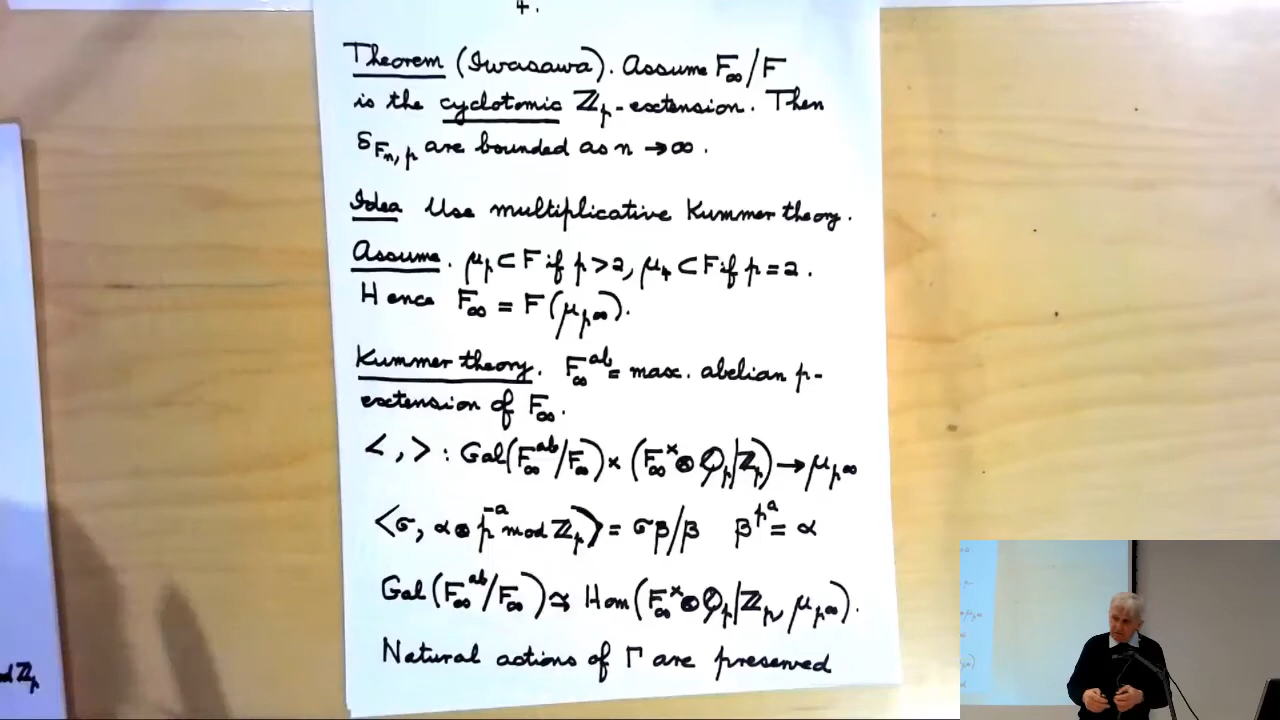 4.
Theorem (Iwasawa). Assume F∞/F
is the cyclotomic ℤp-extension. Then
δFn,p are bounded as n → ∞.
Idea Use multiplicative Kummer theory.
Assume. μp ⊂ F if p > 2, μ4 ⊂ F if p = 2.
Hence F∞ = F(μp∞).
Kummer theory. F∞^ab = max. abelian p-
extension of F∞.
< , > : Gal(F∞^ab/F∞) × (F∞^× ⊗ ℚp/ℤp) → μp∞
<σ, α ⊗ p^-a mod ℤp> = σβ/β β^p^a = α
Gal(F∞^ab/F∞) ≃ Hom(F∞^× ⊗ ℚp/ℤp, μp∞).
Natural actions of Γ are preserved
d ℤp